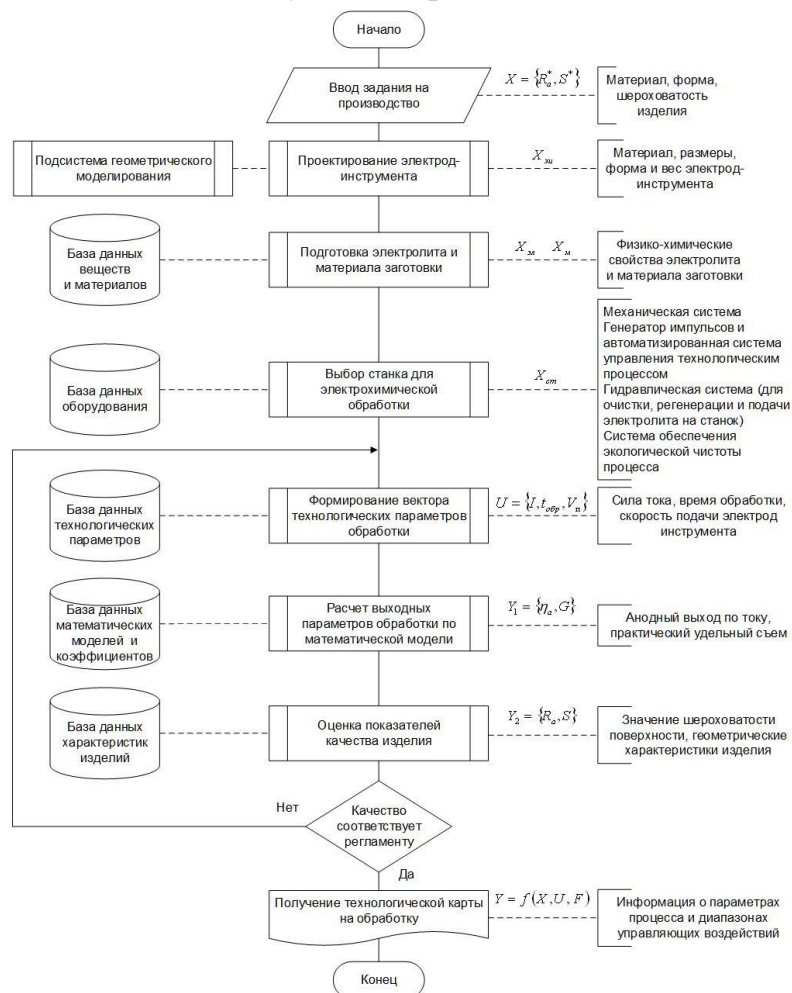 Начало
Ввод задания на
производство
X = {R*a, S*}
Материал, форма,
шероховатость
изделия
Подсистема геометрического
моделирования
Проектирование электрод-
инструмента
Xэи
Материал, размеры,
форма и вес электрод-
инструмента
База данных
веществ
и материалов
Подготовка электролита и
материала заготовки
Xэл Xм
Физико-химические
свойства электролита
и материала заготовки
База данных
оборудования
Выбор станка для
электрохимической
обработки
Xст
Механическая система
Генератор импульсов и
автоматизированная система
управления технологическим
процессом
Гидравлическая система (для
очистки, регенерации и подачи
электролита на станок)
Система обеспечения
экологической чистоты
процесса
База данных
технологических
параметров
Формирование вектора
технологических параметров
обработки
U = {I, tобр, Vп}
Сила тока, время обработки,
скорость подачи электрод
инструмента
База данных
математических
моделей и
коэффициентов
Расчет выходных
параметров обработки по
математической модели
Y1 = {ηa, G}
Анодный выход по току,
практический удельный съем
База данных
характеристик
изделий
Оценка показателей
качества изделия
Y2 = {Ra, S}
Значение шероховатости
поверхности, геометрические
характеристики изделия
Нет
Качество
соответствует
регламенту
Да
Получение технологической карты
на обработку
Y = f(X, U, F)
Информация о параметрах
процесса и диапазонах
управляющих воздействий
Конец